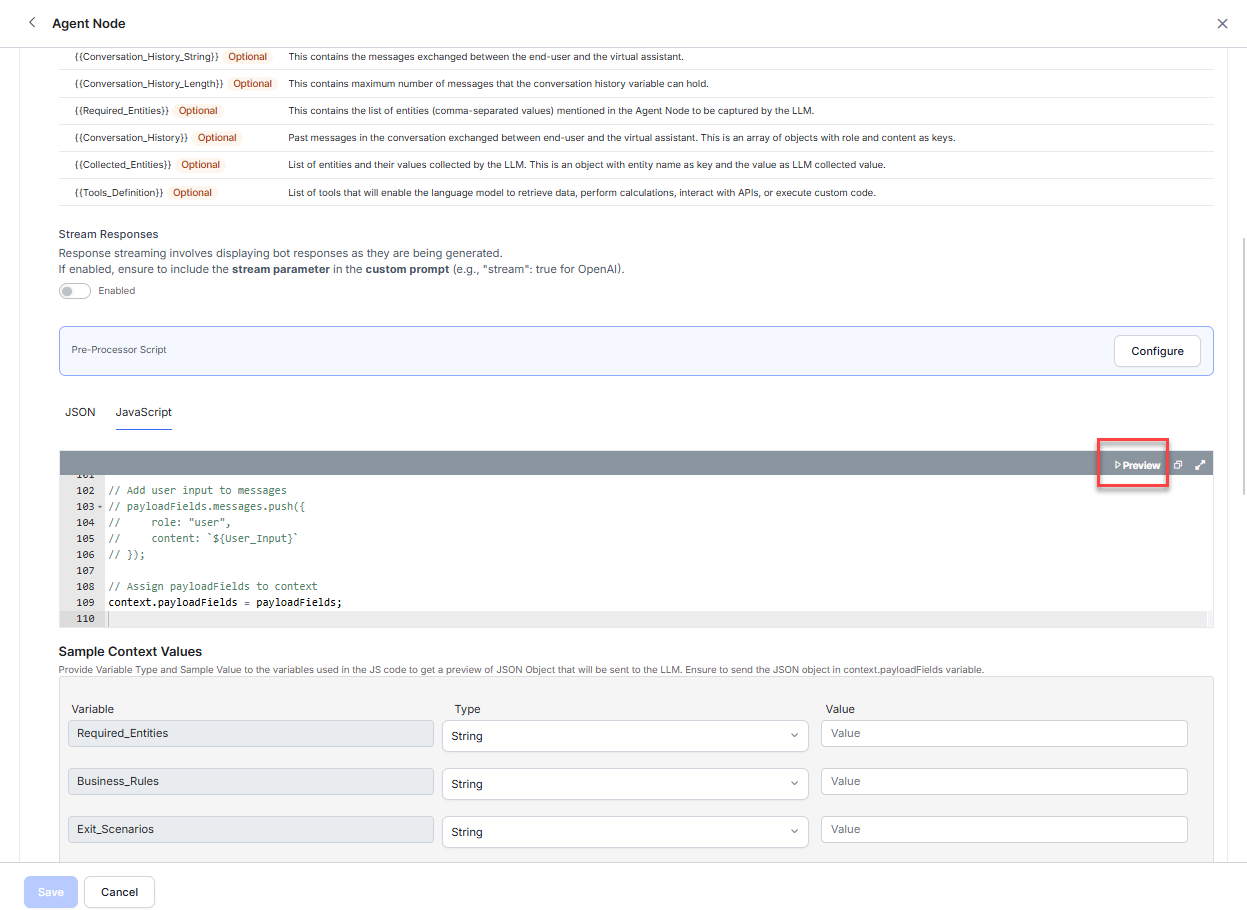 Agent Node
{{Conversation_History_String}} Optional This contains the messages exchanged between the end-user and the virtual assistant.
{{Conversation_History_Length}} Optional This contains maximum number of messages that the conversation history variable can hold.
{{Required_Entities}} Optional This contains the list of entities (comma-separated values) mentioned in the Agent Node to be captured by the LLM.
{{Conversation_History}} Optional Past messages in the conversation exchanged between end-user and the virtual assistant. This is an array of objects with role and content as keys.
{{Collected_Entities}} Optional List of entities and their values collected by the LLM. This is an object with entity name as key and the value as LLM collected value.
{{Tools_Definition}} Optional List of tools that will enable the language model to retrieve data, perform calculations, interact with APIs, or execute custom code.
Stream Responses
Response streaming involves displaying bot responses as they are being generated.
If enabled, ensure to include the stream parameter in the custom prompt (e.g., "stream": true for OpenAI).
Enabled
Pre-Processor Script Configure
JSON JavaScript
Preview
101
102 // Add user input to messages
103 // payloadFields.messages.push({
104 //     role: "user",
105 //     content: `${User_Input}`
106 // });
107
108 // Assign payloadFields to context
109 context.payloadFields = payloadFields;
110
Sample Context Values
Provide Variable Type and Sample Value to the variables used in the JS code to get a preview of JSON Object that will be sent to the LLM. Ensure to send the JSON object in context.payloadFields variable.
Variable Type Value
Required_Entities String Value
Business_Rules String Value
Exit_Scenarios String Value
Save Cancel